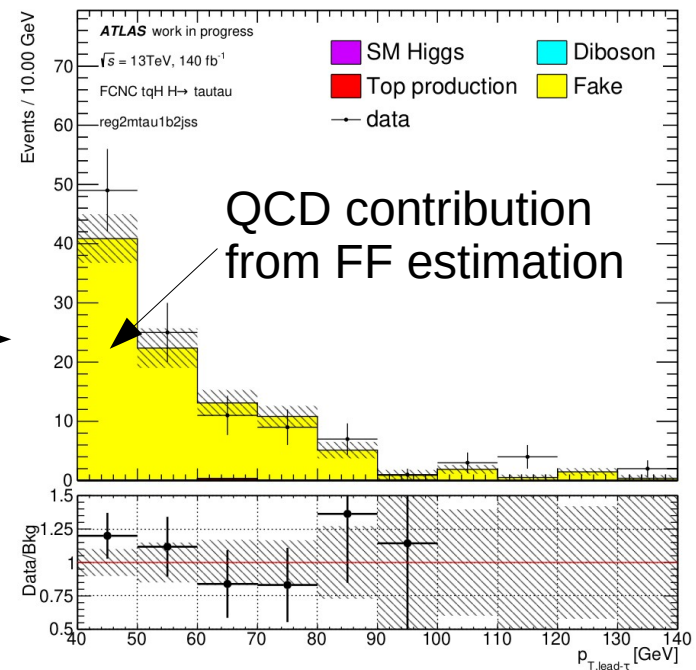 ATLAS work in progress
√s = 13TeV, 140 fb⁻¹
FCNC tqH H→ tautau
reg2mtau1b2jss
SM Higgs
Diboson
Top production
Fake
data
Events / 10.00 GeV
70
60
50
40
30
20
10
0
QCD contribution
from FF estimation
Data/Bkg
1.5
1.25
1
0.75
0.5
40 50 60 70 80 90 100 110 120 130 140
p_T,lead-τ [GeV]